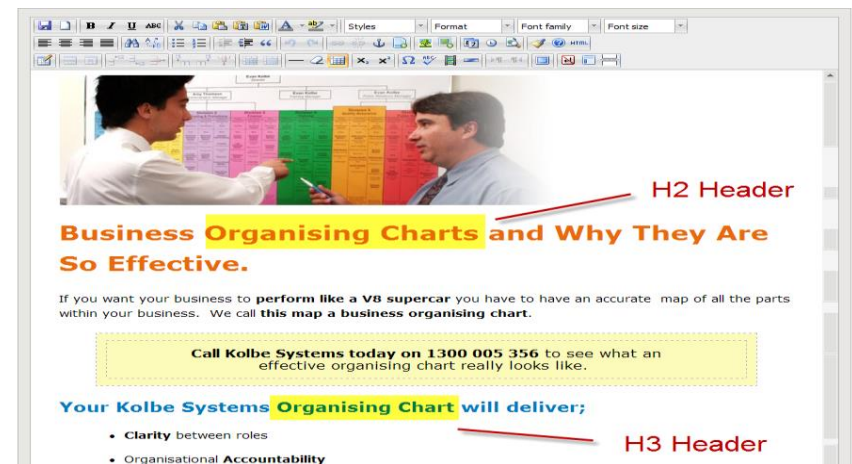 Styles Format Font family Font size
HTML
H2 Header
Business Organising Charts and Why They Are
So Effective.
If you want your business to perform like a V8 supercar you have to have an accurate map of all the parts
within your business. We call this map a business organising chart.
Call Kolbe Systems today on 1300 005 356 to see what an
effective organising chart really looks like.
Your Kolbe Systems Organising Chart will deliver;
• Clarity between roles
H3 Header
• Organisational Accountability